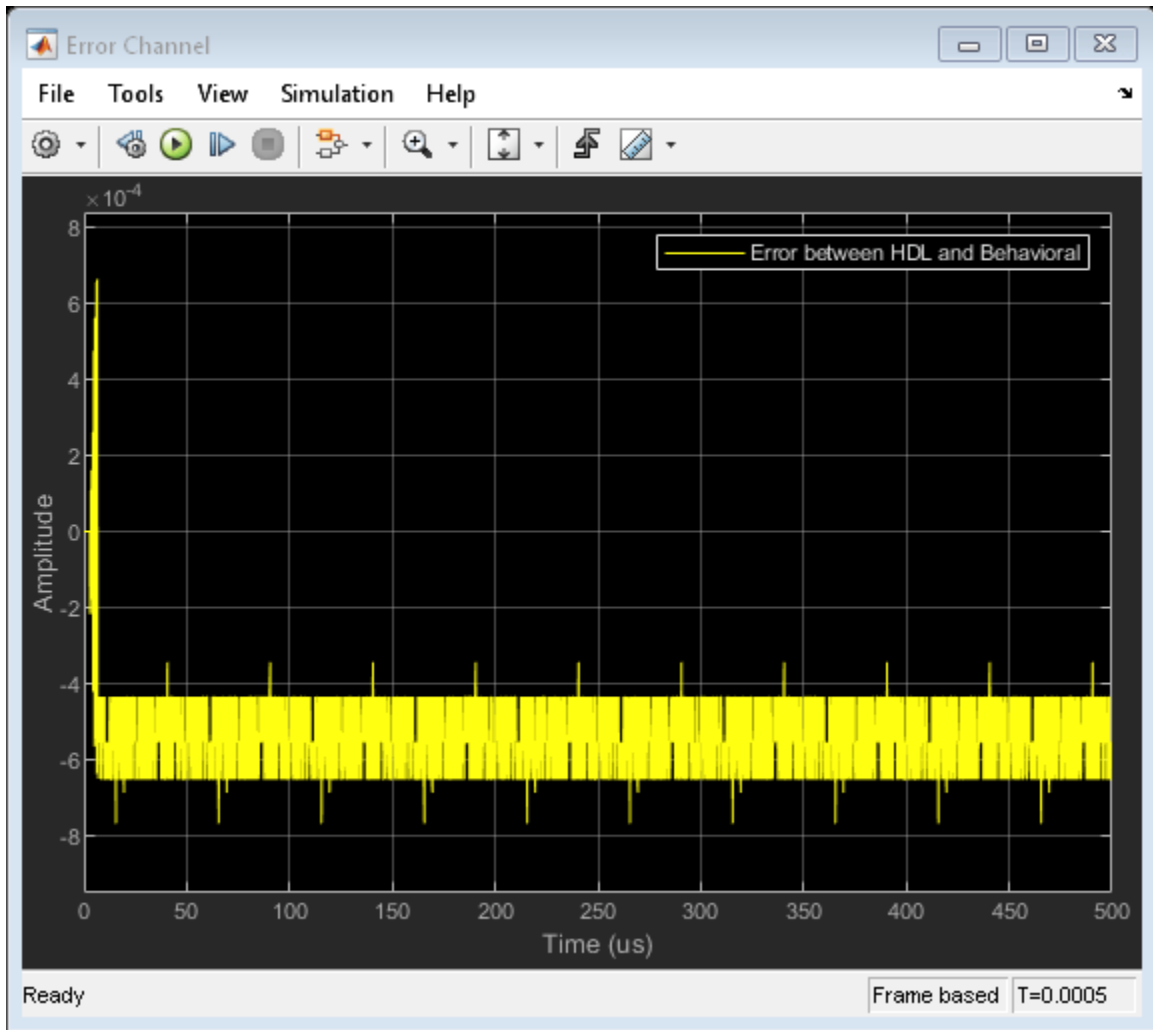 Error Channel
File Tools View Simulation Help
×10-4
Error between HDL and Behavioral
8
6
4
2
0
-2
-4
-6
-8
Amplitude
0 50 100 150 200 250 300 350 400 450 500
Time (us)
Ready Frame based T=0.0005